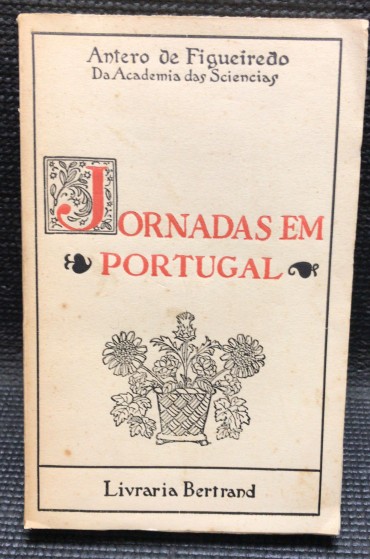 Antero de Figueiredo
Da Academia das Sciencias
JORNADAS EM
PORTUGAL
Livraria Bertrand